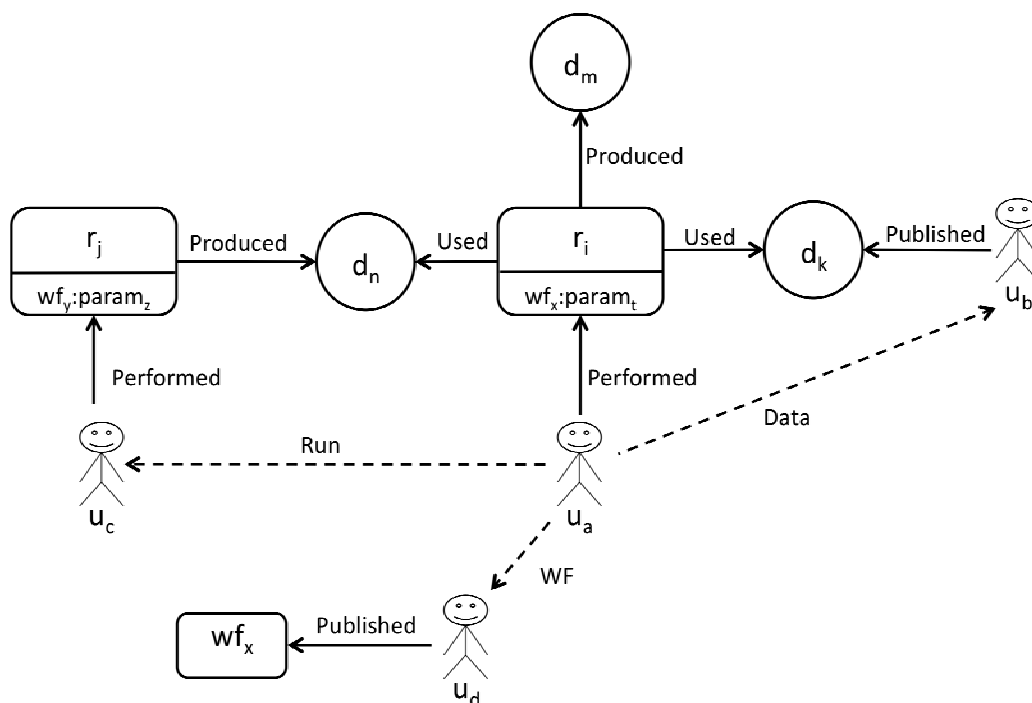 d_m
Produced
r_j
Produced
d_n
Used
r_i
Used
d_k
Published
wf_y:param_z
wf_x:param_t
u_b
Performed
Performed
Data
Run
u_c
u_a
WF
wf_x
Published
u_d